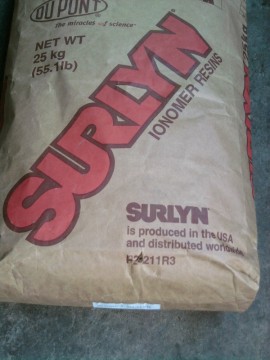 DU PONT
the miracles of science
NET WT
25 kg
(55.1lb)
SURLYN®
IONOMER RESINS
SURLYN
is produced in the USA
and distributed